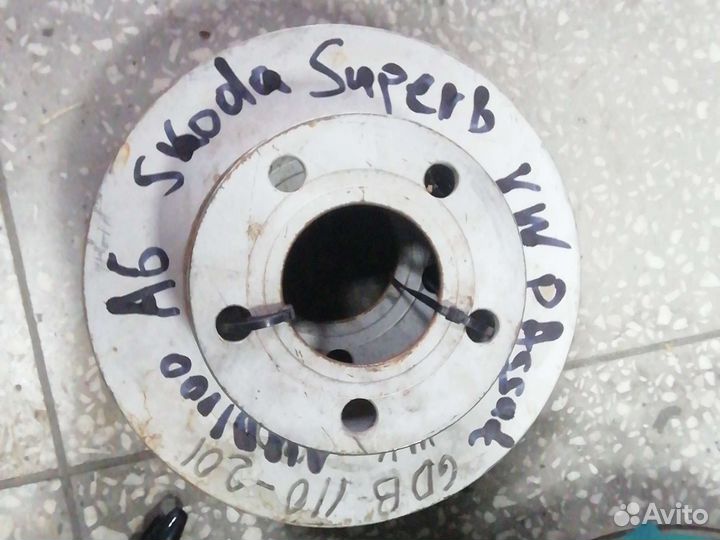 A6 Skoda Superb VW PAssat
GDB-110-201
Avito